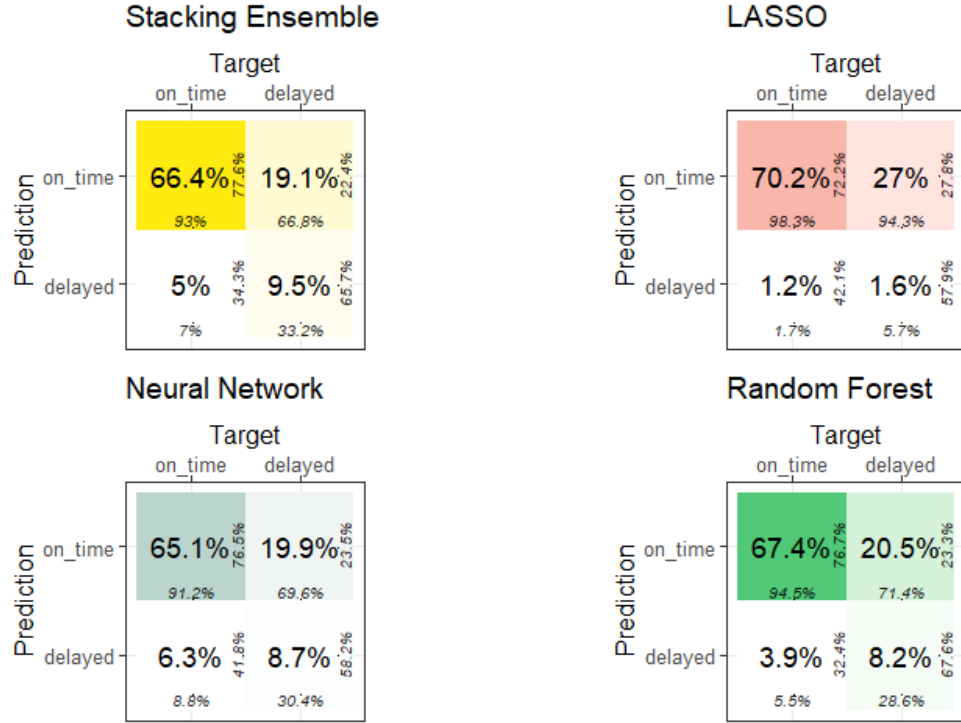 Stacking Ensemble
Target
on_time delayed
Prediction
on_time 66.4% 77.6% 19.1% 22.4%
93% 66.8%
delayed 5% 34.3% 9.5% 65.7%
7% 33.2%
LASSO
Target
on_time delayed
Prediction
on_time 70.2% 72.2% 27% 27.8%
98.3% 94.3%
delayed 1.2% 42.1% 1.6% 57.9%
1.7% 5.7%
Neural Network
Target
on_time delayed
Prediction
on_time 65.1% 76.5% 19.9% 23.5%
91.2% 69.6%
delayed 6.3% 41.8% 8.7% 58.2%
8.8% 30.4%
Random Forest
Target
on_time delayed
Prediction
on_time 67.4% 76.7% 20.5% 23.3%
94.5% 71.4%
delayed 3.9% 32.4% 8.2% 67.6%
5.5% 28.6%